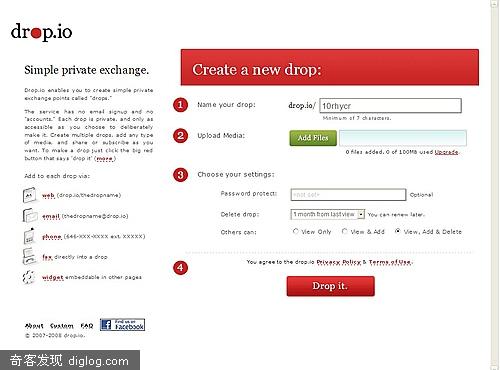 drop.io
Simple private exchange.
Drop.io enables you to create simple private
exchange points called "drops."
The service has no email signup and no
"accounts." Each drop is private, and only as
accessible as you choose to deliberately
make it. Create multiple drops, add any type
of media, and share or subscribe as you
want. To make a drop just click the big red
button that says 'drop it' (more)
Add to each drop via:
web (drop.io/thedropname)
email (thedropname@drop.io)
phone (646-XXX-XXXX ext. XXXXX)
fax directly into a drop
widget embeddable in other pages
About Custom FAQ Find us on Facebook
© 2007-2008 drop.io.
Create a new drop:
1 Name your drop: drop.io/ 10rhycr
Minimum of 7 characters.
2 Upload Media: Add Files
0 files added, 0 of 100MB used Upgrade.
3 Choose your settings:
Password protect: <not set> Optional
Delete drop: 1 month from last view You can renew later.
Others can: View Only View & Add View, Add & Delete
4 You agree to the drop.io Privacy Policy & Terms of Use.
Drop it.
奇客发现 diglog.com